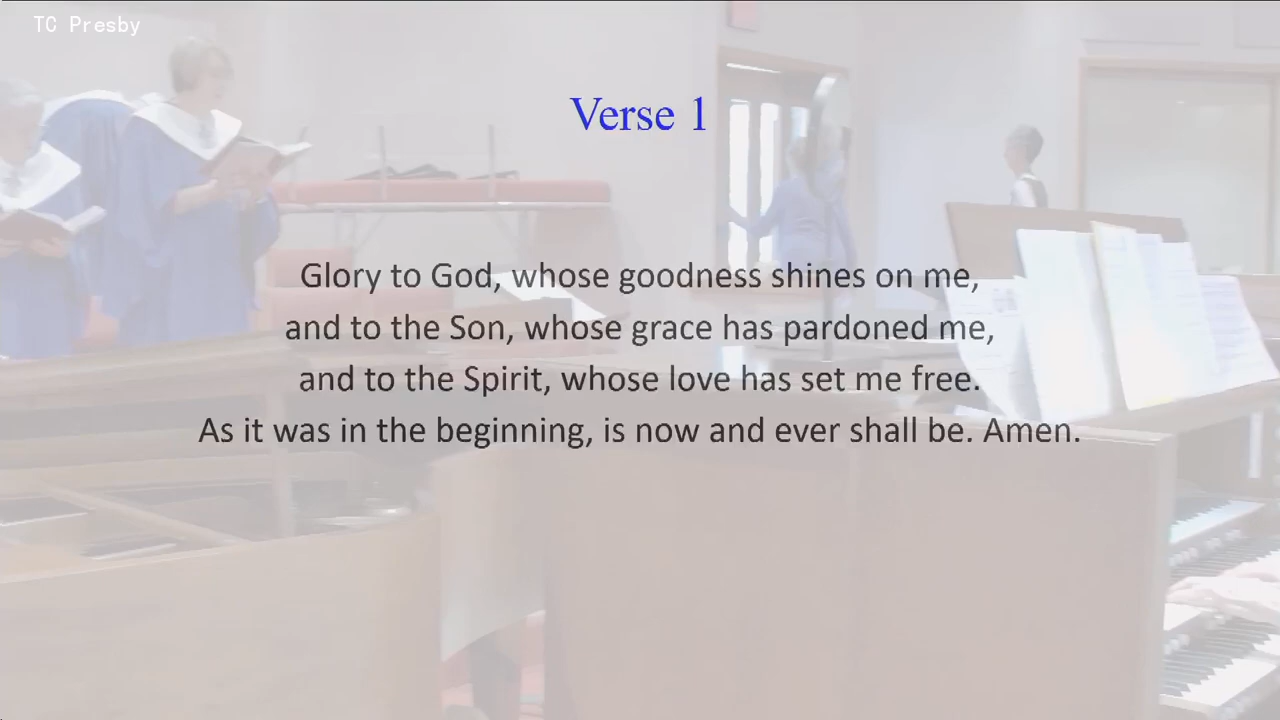 TC Presby
Verse 1
Glory to God, whose goodness shines on me,
and to the Son, whose grace has pardoned me,
and to the Spirit, whose love has set me free.
As it was in the beginning, is now and ever shall be. Amen.